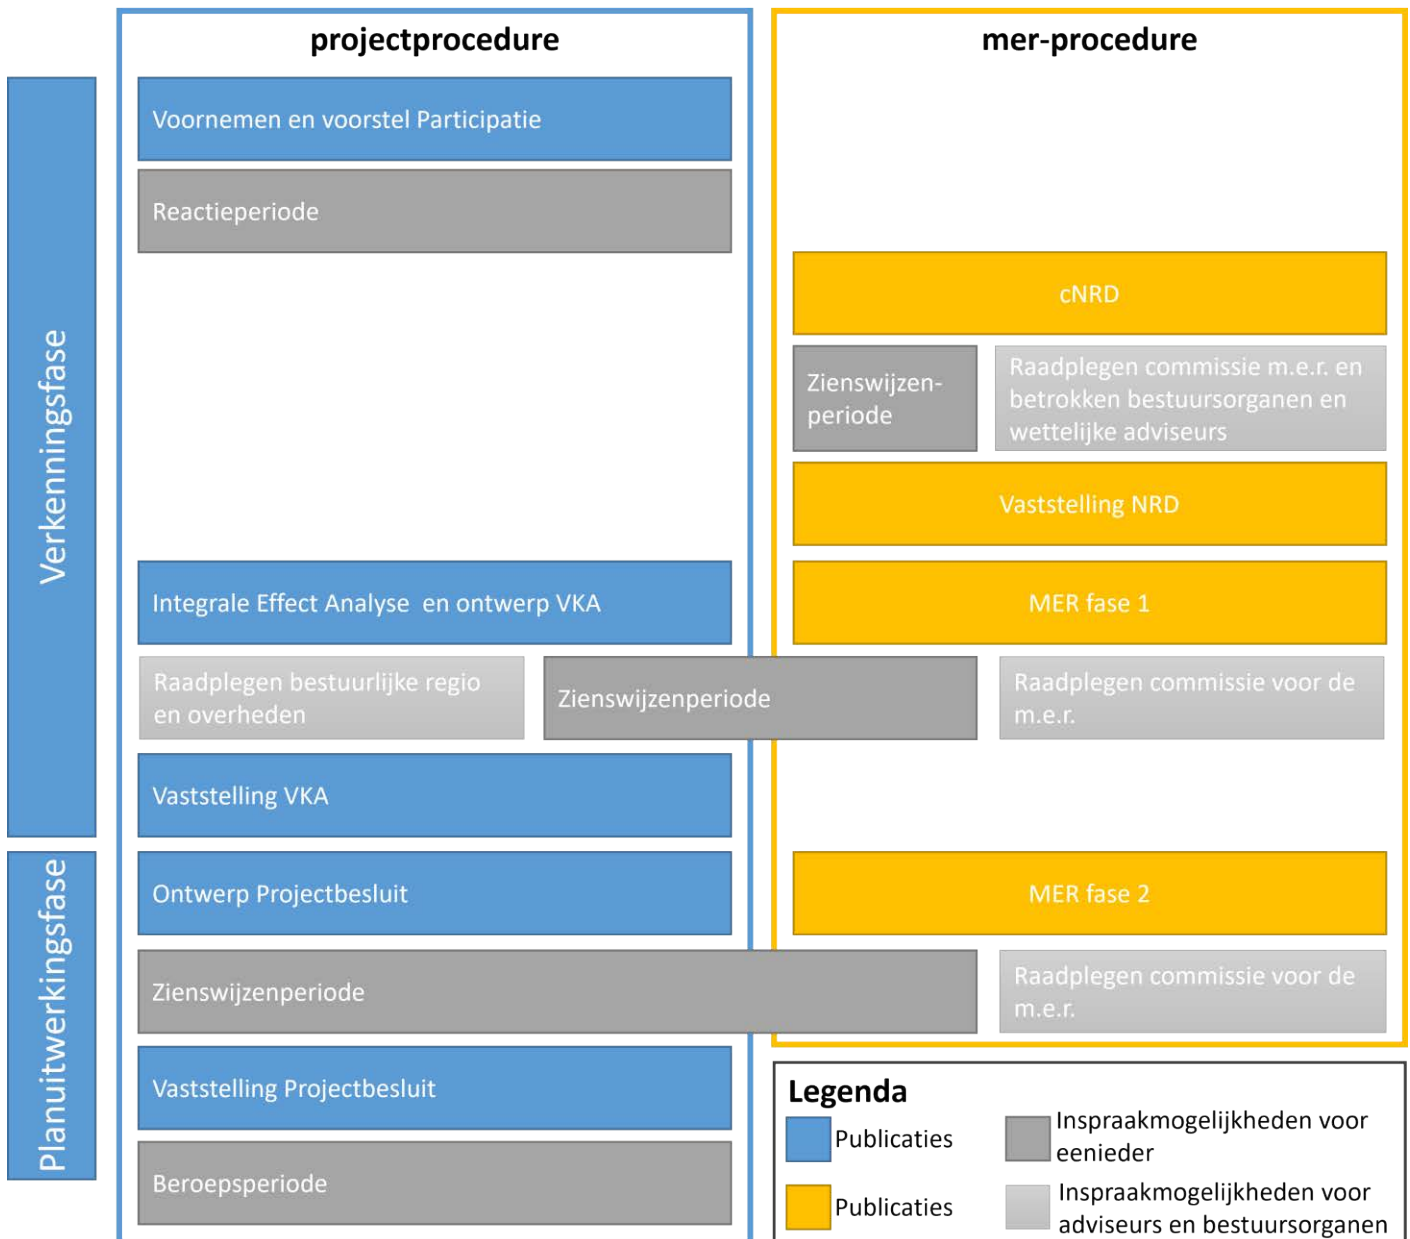 projectprocedure
mer-procedure
Verkenningsfase
Voornemen en voorstel Participatie
Reactieperiode
cNRD
Zienswijzen-
periode
Raadplegen commissie m.e.r. en
betrokken bestuursorganen en
wettelijke adviseurs
Vaststelling NRD
Integrale Effect Analyse en ontwerp VKA
MER fase 1
Raadplegen bestuurlijke regio
en overheden
Zienswijzenperiode
Raadplegen commissie voor de
m.e.r.
Vaststelling VKA
Planuitwerkingsfase
Ontwerp Projectbesluit
MER fase 2
Zienswijzenperiode
Raadplegen commissie voor de
m.e.r.
Vaststelling Projectbesluit
Beroepsperiode
Legenda
Publicaties
Inspraakmogelijkheden voor
eenieder
Publicaties
Inspraakmogelijkheden voor
adviseurs en bestuursorganen